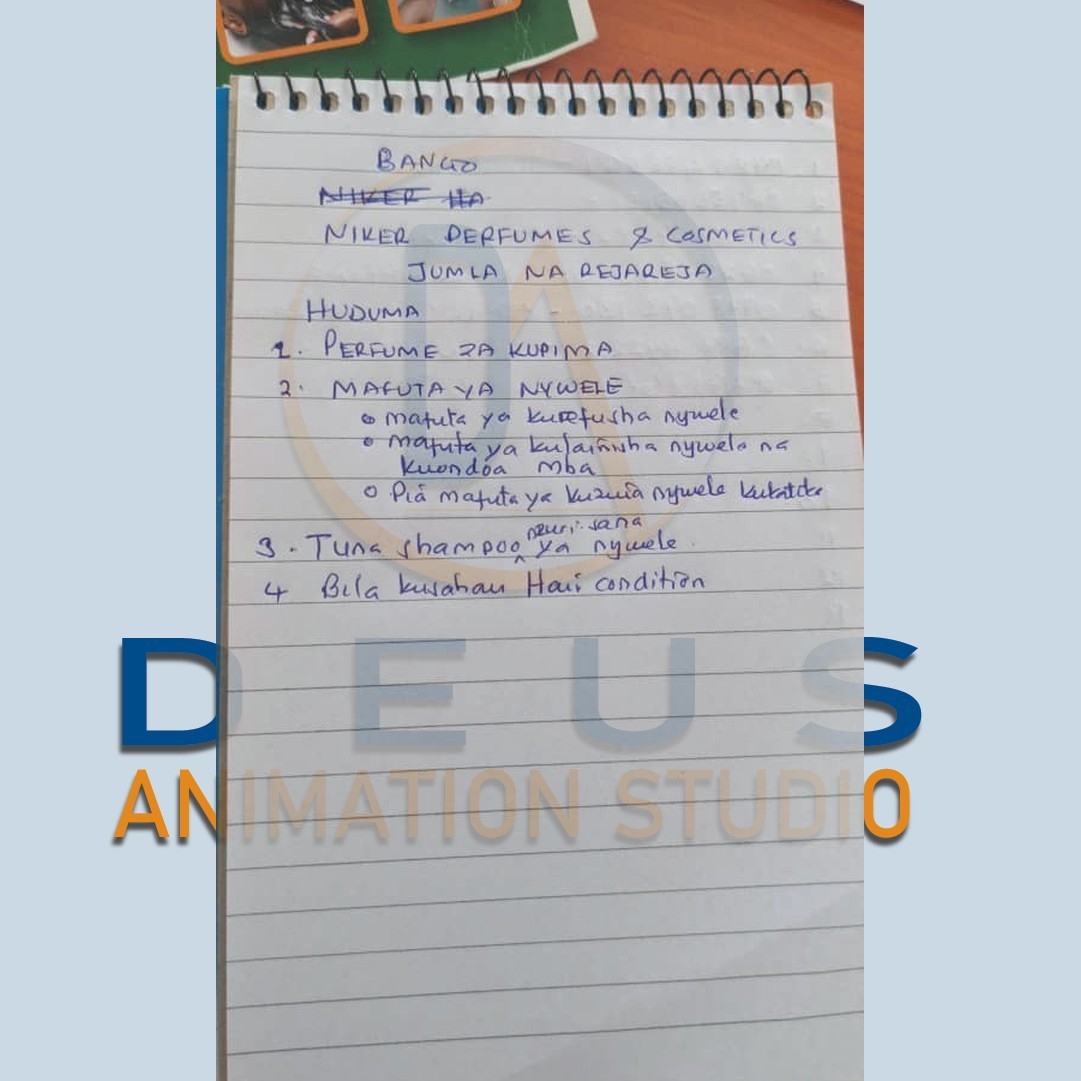 BANGO
NIKER HA
NIKER PERFUMES & COSMETICS
JUMLA NA REJAREJA
HUDUMA
1. PERFUME ZA KUPIMA
2. MAFUTA YA NYWELE
o mafuta ya kurefusha nywele
o mafuta ya kulainisha nywele na
kuondoa mba
o Pia mafuta ya kuzuia nywele kukatika
3. Tuna shampoo nzuri sana ya nywele.
4 Bila kusahau Hair condition
DEUS
ANIMATION STUDIO